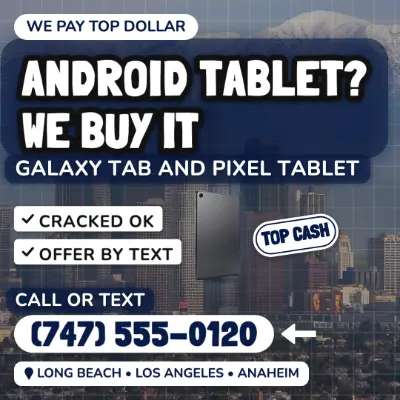 WE PAY TOP DOLLAR
ANDROID TABLET?
WE BUY IT
GALAXY TAB AND PIXEL TABLET
CRACKED OK
OFFER BY TEXT
TOP CASH
CALL OR TEXT
(747) 555-0120
LONG BEACH • LOS ANGELES • ANAHEIM